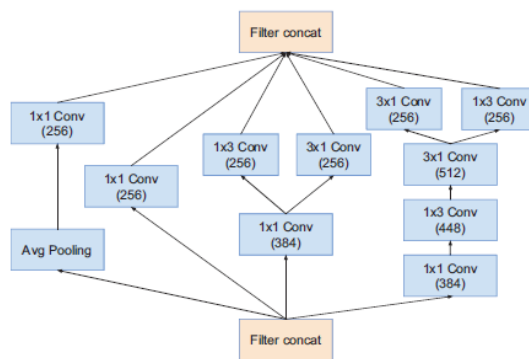 Filter concat
3x1 Conv
(256)
1x3 Conv
(256)
1x1 Conv
(256)
1x3 Conv
(256)
3x1 Conv
(256)
3x1 Conv
(512)
1x1 Conv
(256)
1x3 Conv
(448)
Avg Pooling
1x1 Conv
(384)
1x1 Conv
(384)
Filter concat